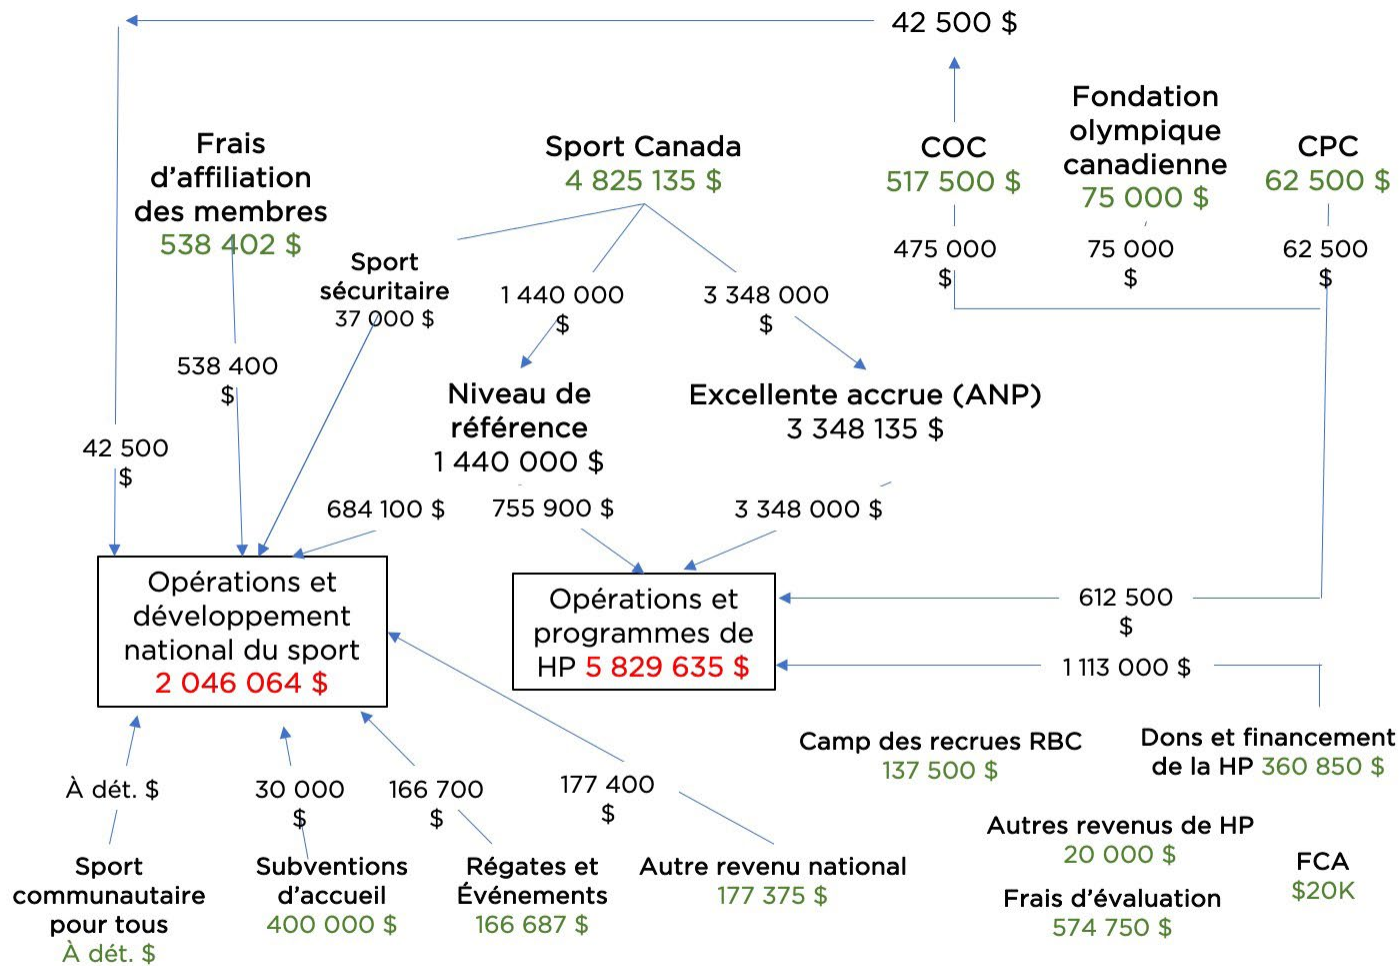 42 500 $
Frais
d'affiliation
des membres
538 402 $
Sport Canada
4 825 135 $
COC
517 500 $
Fondation
olympique
canadienne
75 000 $
CPC
62 500 $
Sport
sécuritaire
37 000 $
1 440 000
$
3 348 000
$
475 000
$
75 000
$
62 500
$
538 400
$
42 500
$
Niveau de
référence
1 440 000 $
Excellente accrue (ANP)
3 348 135 $
684 100 $
755 900 $
3 348 000 $
Opérations et
développement
national du sport
2 046 064 $
Opérations et
programmes de
HP 5 829 635 $
612 500
$
1 113 000 $
À dét. $
30 000
$
166 700
$
177 400
$
Camp des recrues RBC
137 500 $
Dons et financement
de la HP 360 850 $
Autres revenus de HP
20 000 $
Frais d'évaluation
574 750 $
FCA
$20K
Sport
communautaire
pour tous
À dét. $
Subventions
d'accueil
400 000 $
Régates et
Événements
166 687 $
Autre revenu national
177 375 $